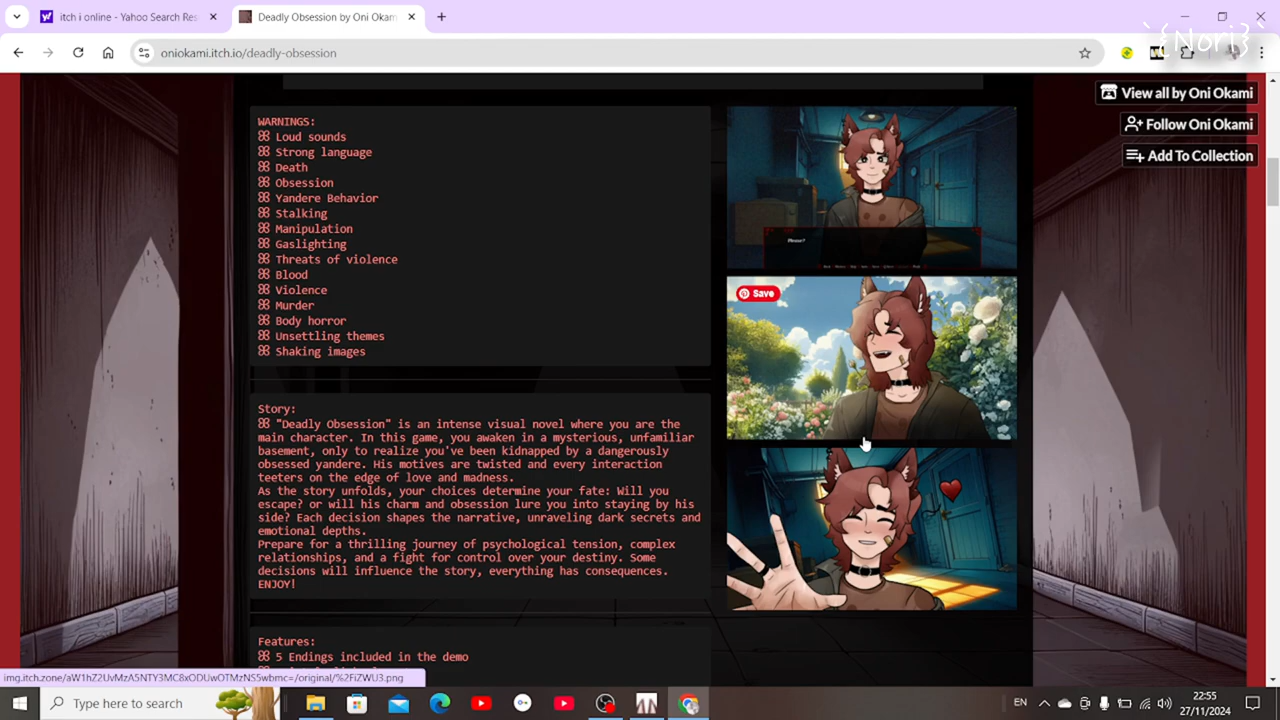 itch i online - Yahoo Search Res
Deadly Obsession by Oni Okami
`{Nori}`
oniokami.itch.io/deadly-obsession
View all by Oni Okami
Follow Oni Okami
Add To Collection
WARNINGS:
Loud sounds
Strong language
Death
Obsession
Yandere Behavior
Stalking
Manipulation
Gaslighting
Threats of violence
Blood
Violence
Murder
Body horror
Unsettling themes
Shaking images
Please?
Save
Story:
"Deadly Obsession" is an intense visual novel where you are the
main character. In this game, you awaken in a mysterious, unfamiliar
basement, only to realize you've been kidnapped by a dangerously
obsessed yandere. His motives are twisted and every interaction
teeters on the edge of love and madness.
As the story unfolds, your choices determine your fate: Will you
escape? or will his charm and obsession lure you into staying by his
side? Each decision shapes the narrative, unraveling dark secrets and
emotional depths.
Prepare for a thrilling journey of psychological tension, complex
relationships, and a fight for control over your destiny. Some
decisions will influence the story, everything has consequences.
ENJOY!
Features:
5 Endings included in the demo
img.itch.zone/aW1hZ2UvMzA5NTY3MC8xODUwOTMzNS5wbmc=/original/%2FiZWU3.png
Type here to search
EN
22:55
27/11/2024